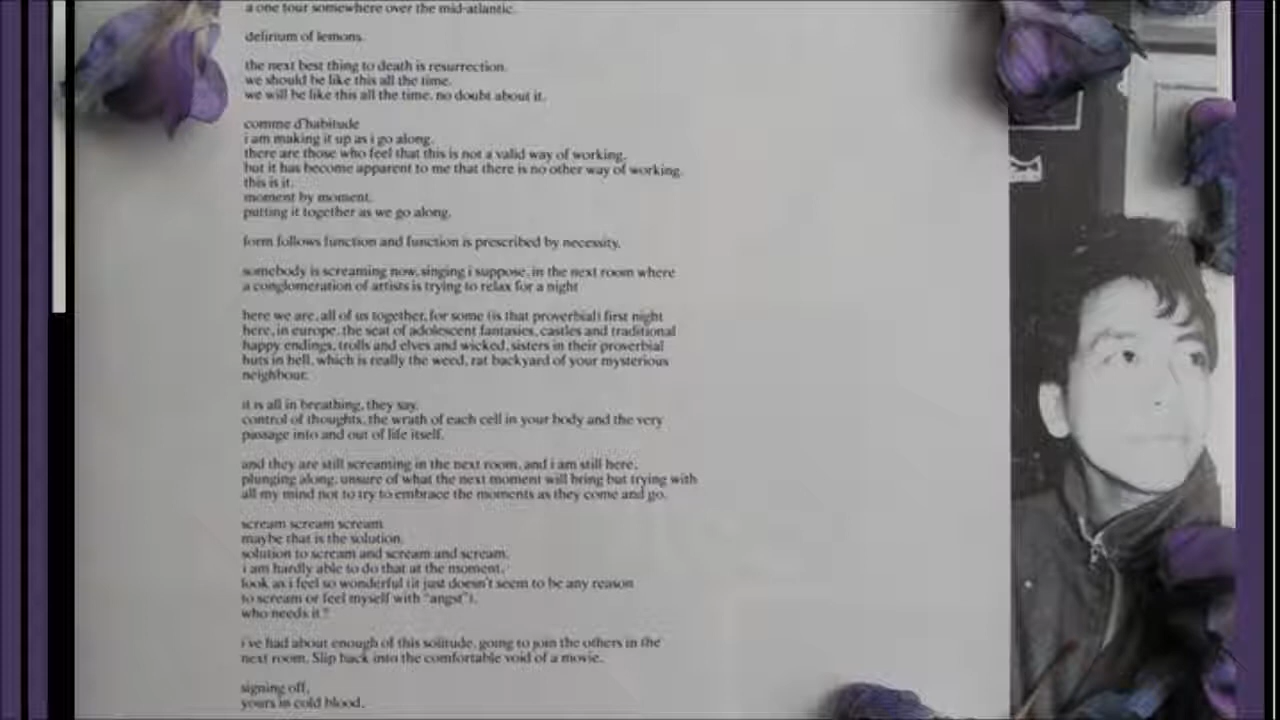 a one tour somewhere over the mid-atlantic.
delirium of lemons.
the next best thing to death is resurrection.
we should be like this all the time.
we will be like this all the time. no doubt about it.
comme d'habitude
i am making it up as i go along.
there are those who feel that this is not a valid way of working.
but it has become apparent to me that there is no other way of working.
this is it.
moment by moment.
putting it together as we go along.
form follows function and function is prescribed by necessity.
somebody is screaming now, singing i suppose, in the next room where
a conglomeration of artists is trying to relax for a night
here we are, all of us together, for some (is that proverbial) first night
here, in europe, the seat of adolescent fantasies, castles and traditional
happy endings, trolls and elves and wicked, sisters in their proverbial
huts in hell, which is really the weed, rat backyard of your mysterious
neighbour.
it is all in breathing, they say.
control of thoughts, the wrath of each cell in your body and the very
passage into and out of life itself.
and they are still screaming in the next room, and i am still here,
plunging along, unsure of what the next moment will bring but trying with
all my mind not to try to embrace the moments as they come and go.
scream scream scream
maybe that is the solution.
solution to scream and scream and scream.
i am hardly able to do that at the moment.
look as i feel so wonderful (it just doesn't seem to be any reason
to scream or feel myself with "angst").
who needs it?
i've had about enough of this solitude, going to join the others in the
next room. Slip back into the comfortable void of a movie.
signing off,
yours in cold blood.